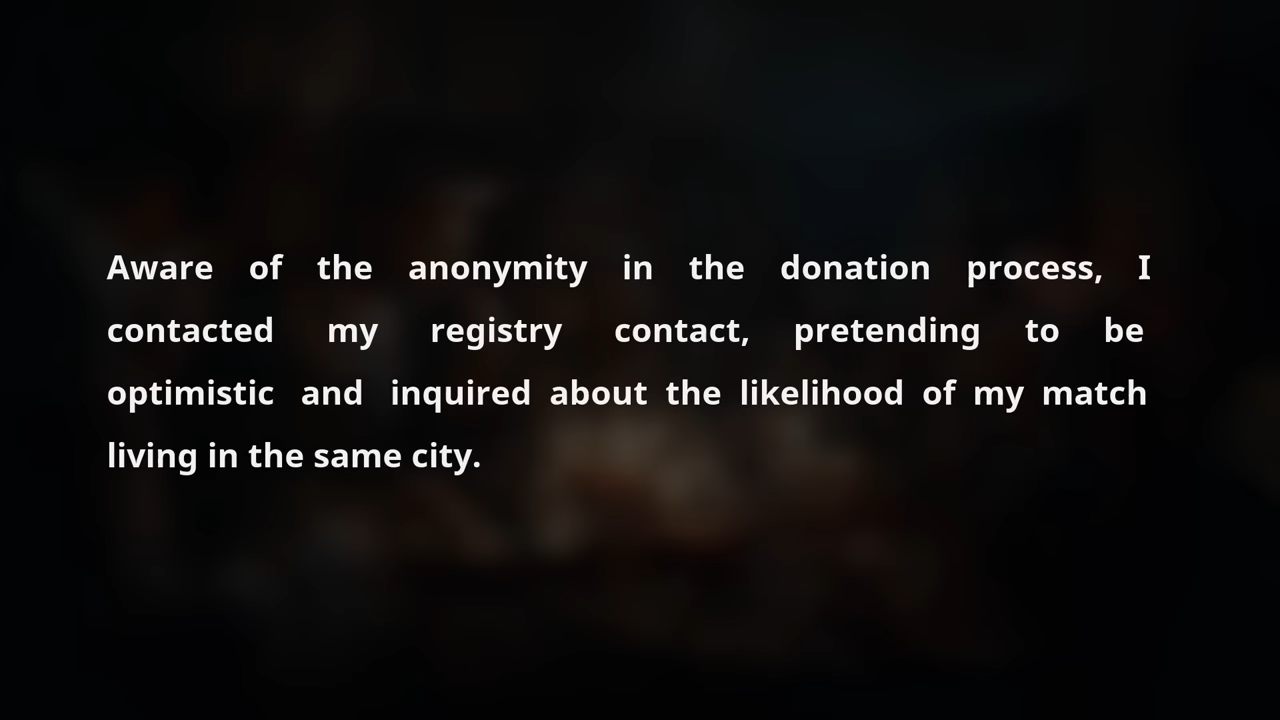 Aware of the anonymity in the donation process, I
contacted my registry contact, pretending to be
optimistic and inquired about the likelihood of my match
living in the same city.